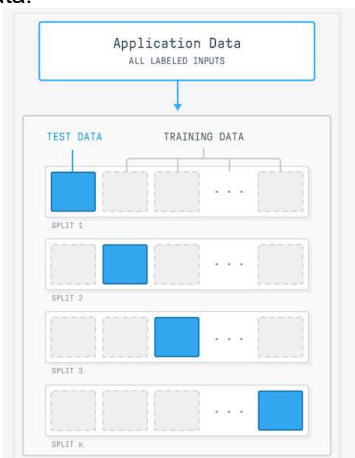 Application Data
ALL LABELED INPUTS
TEST DATA TRAINING DATA
. . .
SPLIT 1
. . .
SPLIT 2
. . .
SPLIT 3
. . .
SPLIT K